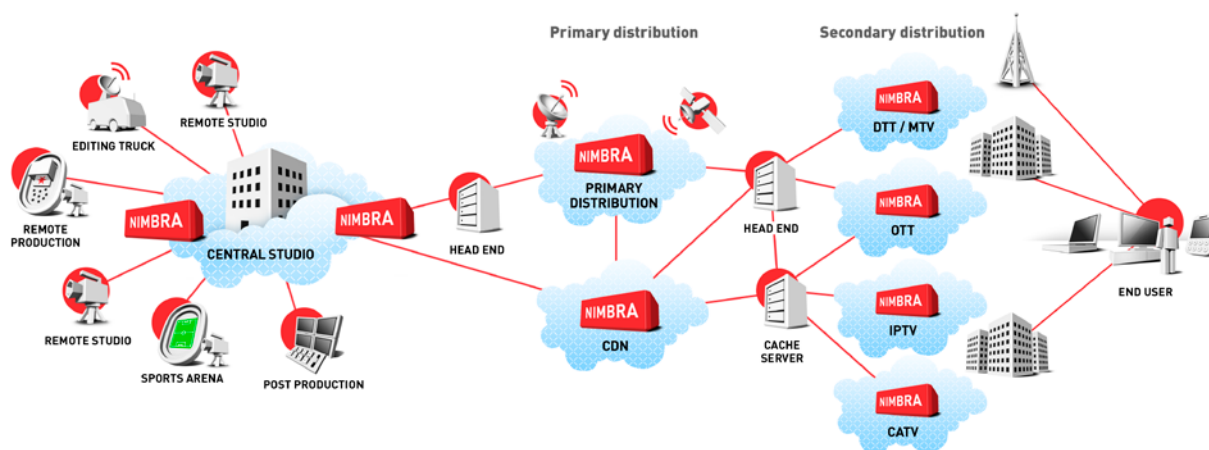 Primary distribution
Secondary distribution
REMOTE STUDIO
EDITING TRUCK
NIMBRA
DTT / MTV
NIMBRA
PRIMARY
DISTRIBUTION
REMOTE
PRODUCTION
NIMBRA
CENTRAL STUDIO
NIMBRA
HEAD END
HEAD END
NIMBRA
OTT
END USER
REMOTE STUDIO
SPORTS ARENA
POST PRODUCTION
NIMBRA
CDN
CACHE
SERVER
NIMBRA
IPTV
NIMBRA
CATV